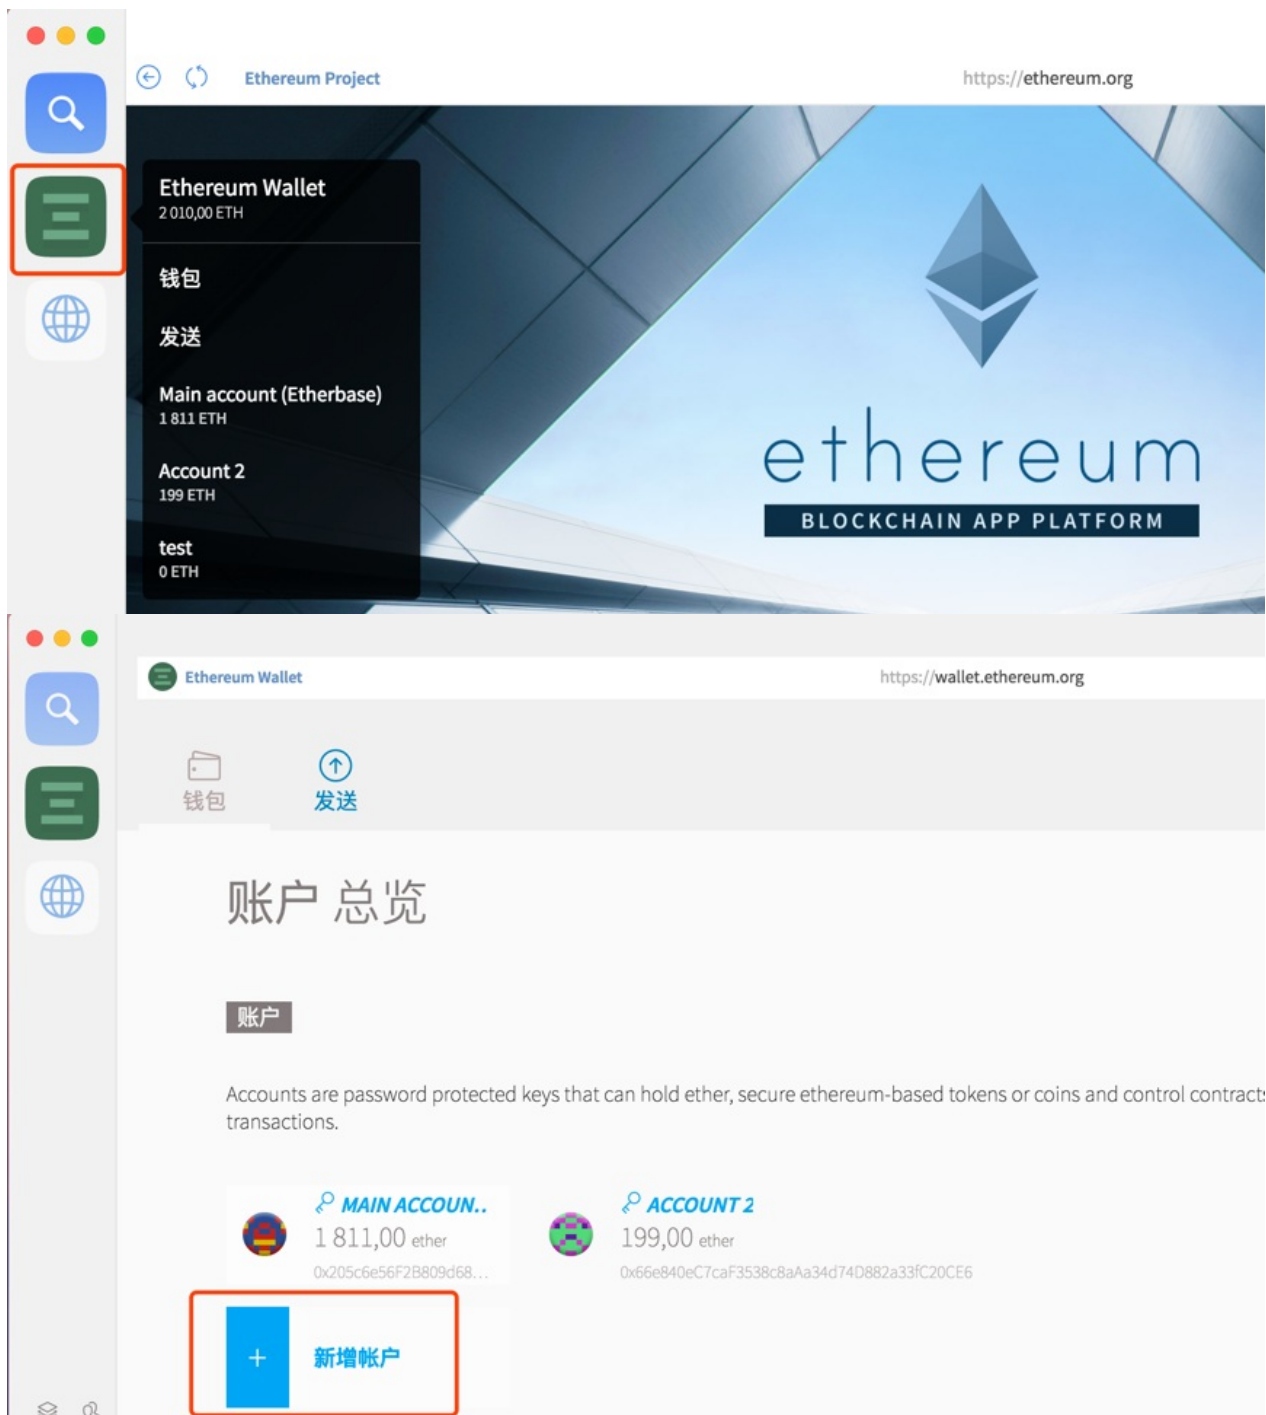 Ethereum Project
https://ethereum.org
Ethereum Wallet
2 010,00 ETH
钱包
发送
Main account (Etherbase)
1 811 ETH
Account 2
199 ETH
test
0 ETH
ethereum
BLOCKCHAIN APP PLATFORM
Ethereum Wallet
https://wallet.ethereum.org
钱包
发送
账户 总览
账户
Accounts are password protected keys that can hold ether, secure ethereum-based tokens or coins and control contracts
transactions.
MAIN ACCOUN..
1 811,00 ether
0x205c6e56F2B809d68...
ACCOUNT 2
199,00 ether
0x66e840eC7caF3538c8aAa34d74D882a33fC20CE6
+ 新增帐户